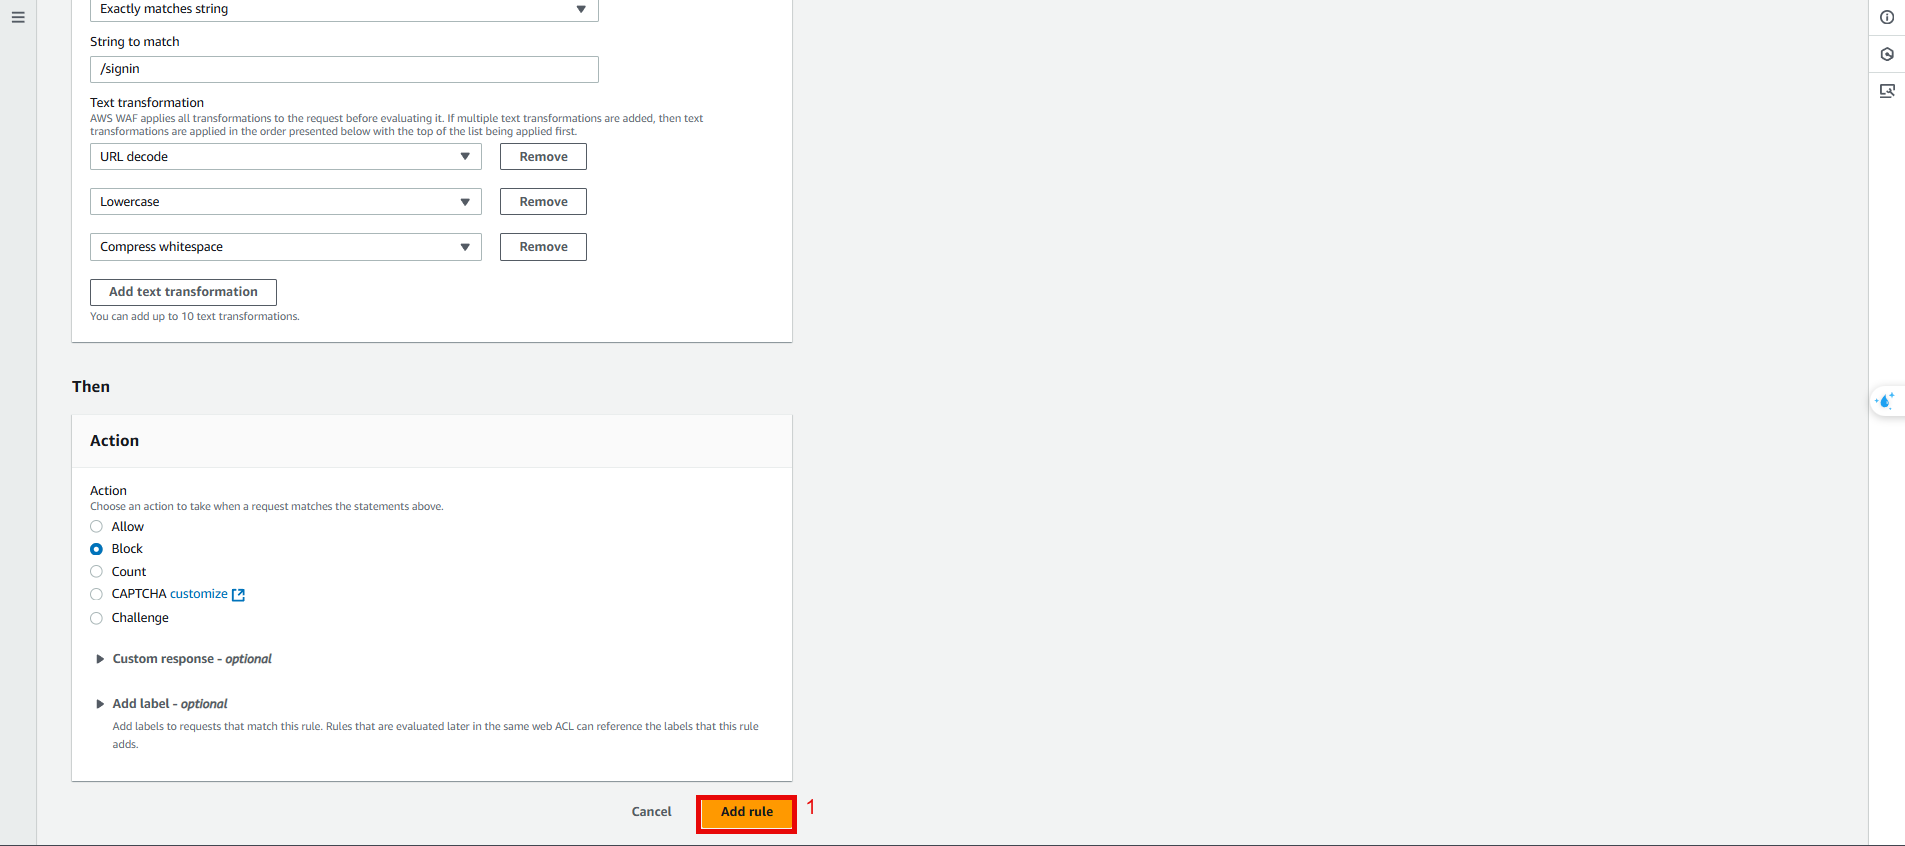 Exactly matches string
String to match
/signin
Text transformation
AWS WAF applies all transformations to the request before evaluating it. If multiple text transformations are added, then text
transformations are applied in the order presented below with the top of the list being applied first.
URL decode
Remove
Lowercase
Remove
Compress whitespace
Remove
Add text transformation
You can add up to 10 text transformations.
Then
Action
Action
Choose an action to take when a request matches the statements above.
Allow
Block
Count
CAPTCHA customize
Challenge
Custom response - optional
Add label - optional
Add labels to requests that match this rule. Rules that are evaluated later in the same web ACL can reference the labels that this rule
adds.
Cancel
Add rule
1